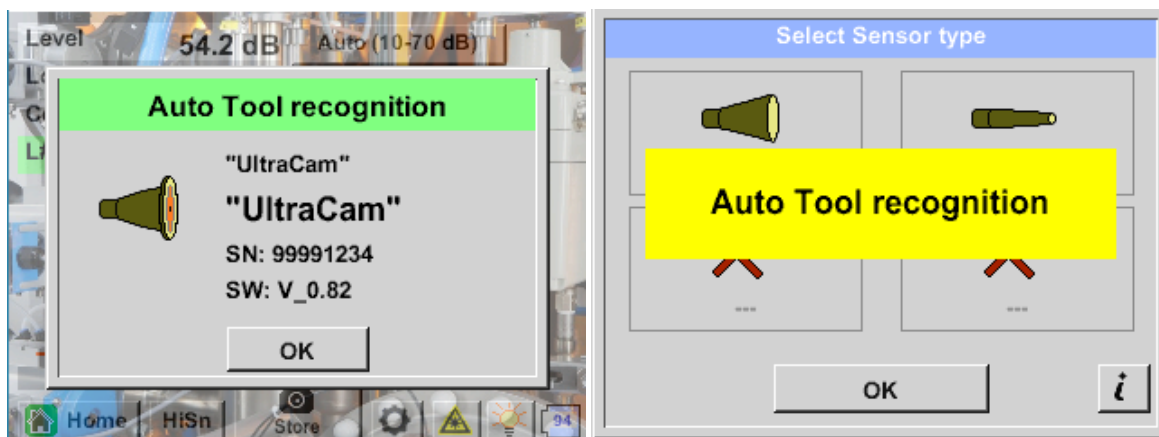 Level 54.2 dB Auto (10-70 dB)
Auto Tool recognition
"UltraCam"
"UltraCam"
SN: 99991234
SW: V_0.82
OK
Home HiSn Store 94
Select Sensor type
Auto Tool recognition
--- ---
OK i